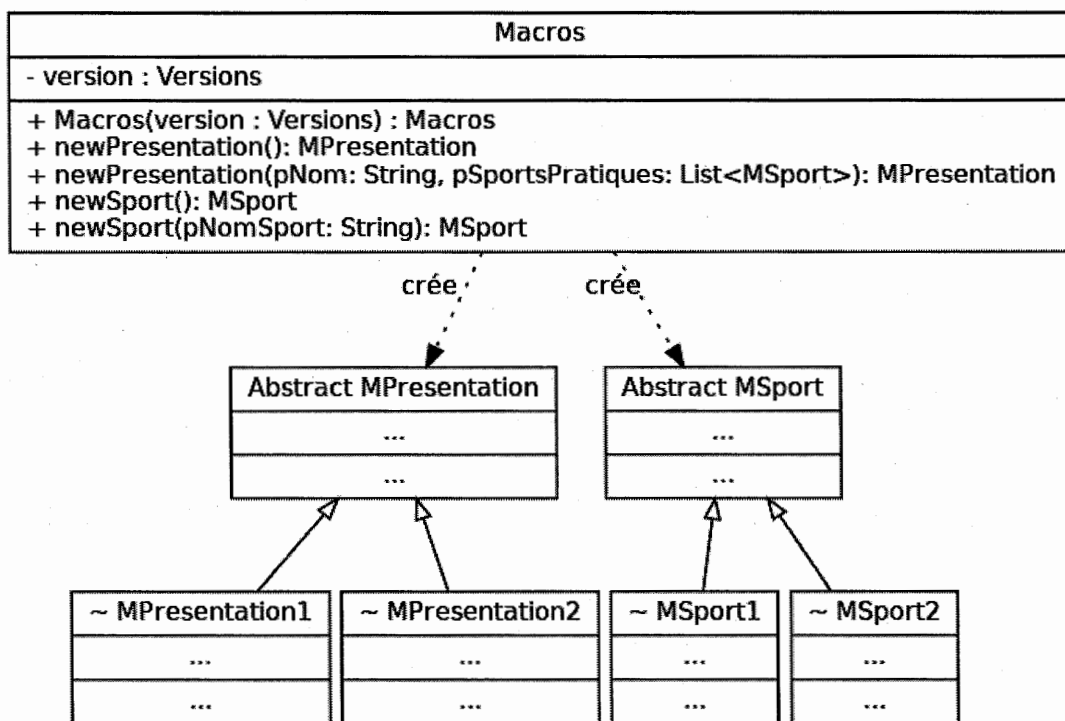 Macros
- version : Versions
+ Macros(version : Versions) : Macros
+ newPresentation(): MPresentation
+ newPresentation(pNom: String, pSportsPratiques: List<MSport>): MPresentation
+ newSport(): MSport
+ newSport(pNomSport: String): MSport
crée crée
Abstract MPresentation Abstract MSport
... ...
... ...
~ MPresentation1 ~ MPresentation2 ~ MSport1 ~ MSport2
... ... ... ...
... ... ... ...